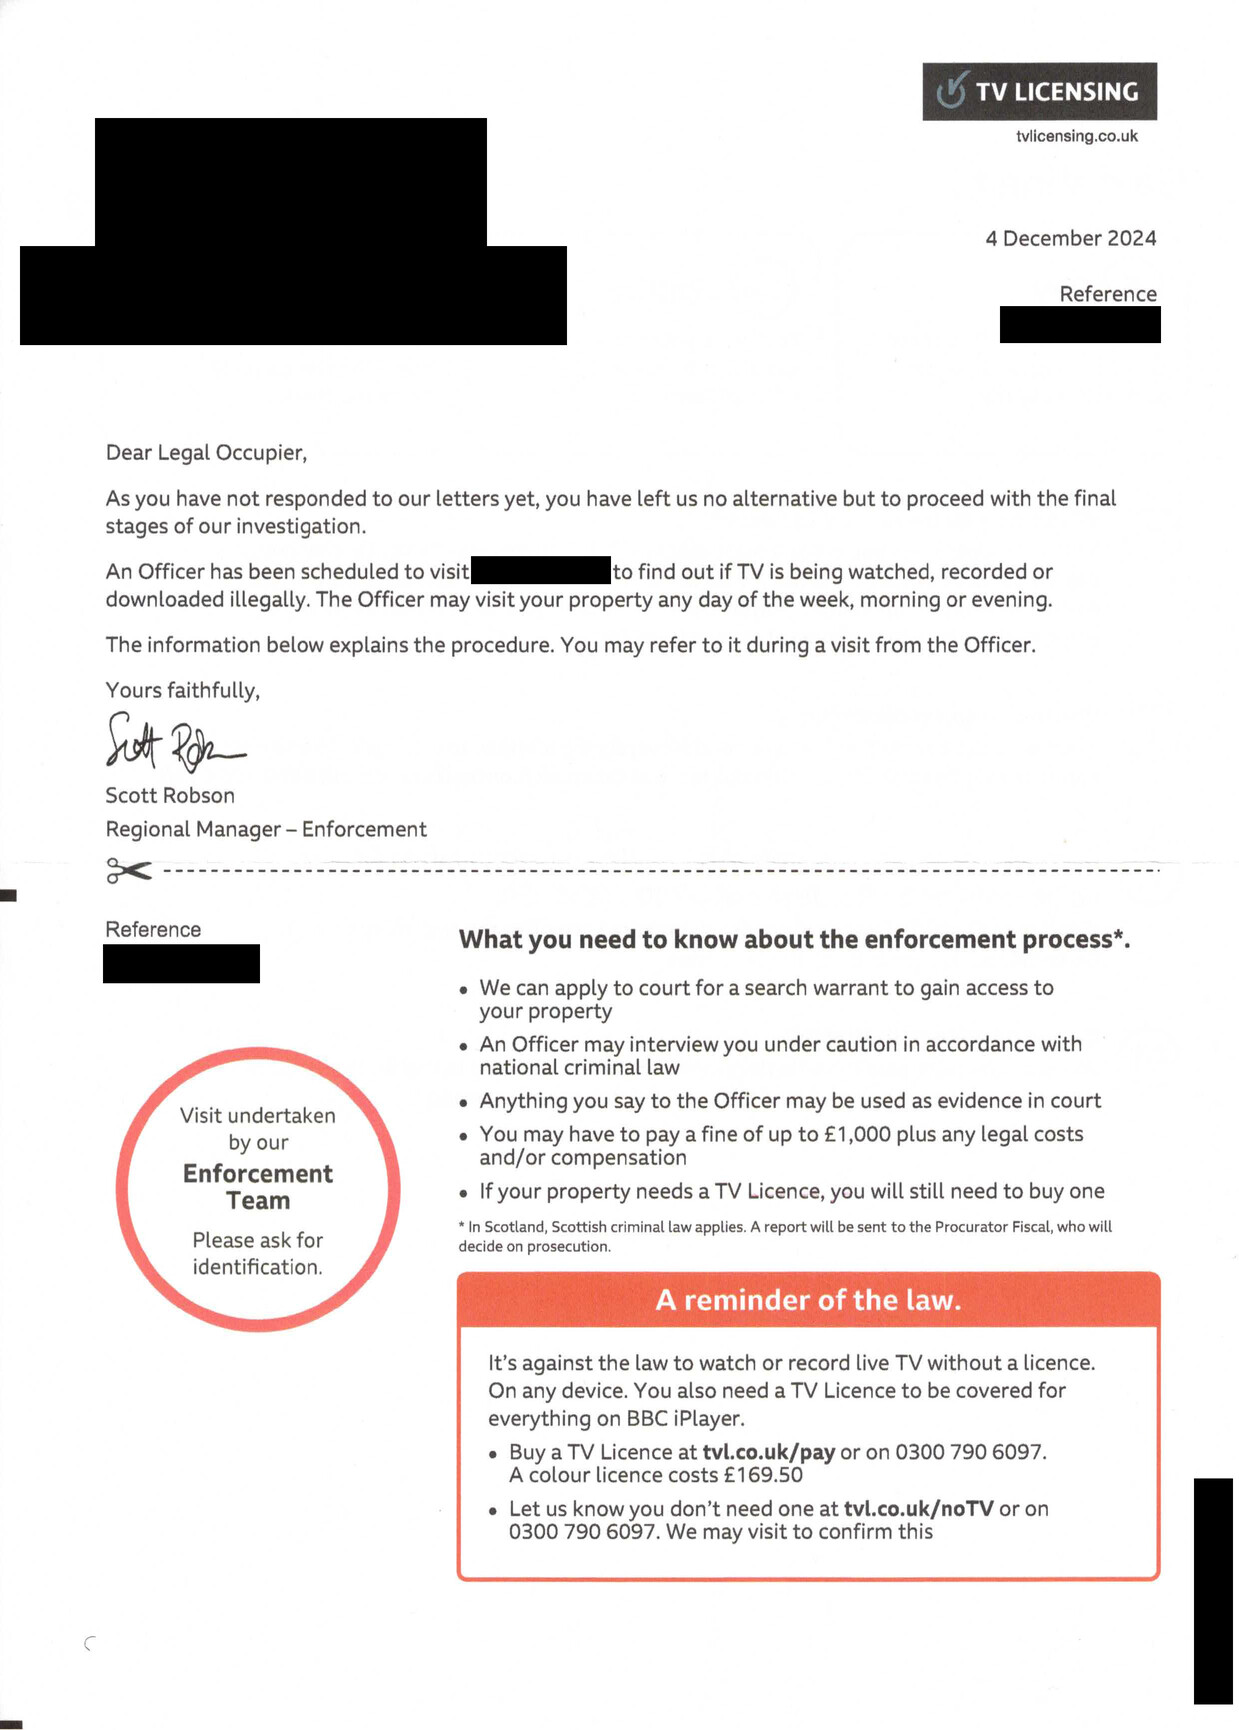 TV LICENSING
tvlicensing.co.uk
4 December 2024
Reference
Dear Legal Occupier,
As you have not responded to our letters yet, you have left us no alternative but to proceed with the final
stages of our investigation.
An Officer has been scheduled to visit to find out if TV is being watched, recorded or
downloaded illegally. The Officer may visit your property any day of the week, morning or evening.
The information below explains the procedure. You may refer to it during a visit from the Officer.
Yours faithfully,
Scott Robson
Regional Manager – Enforcement
Reference
Visit undertaken
by our
Enforcement
Team
Please ask for
identification.
What you need to know about the enforcement process*.
• We can apply to court for a search warrant to gain access to
your property
• An Officer may interview you under caution in accordance with
national criminal law
• Anything you say to the Officer may be used as evidence in court
• You may have to pay a fine of up to £1,000 plus any legal costs
and/or compensation
• If your property needs a TV Licence, you will still need to buy one
* In Scotland, Scottish criminal law applies. A report will be sent to the Procurator Fiscal, who will
decide on prosecution.
A reminder of the law.
It's against the law to watch or record live TV without a licence.
On any device. You also need a TV Licence to be covered for
everything on BBC iPlayer.
• Buy a TV Licence at tvl.co.uk/pay or on 0300 790 6097.
A colour licence costs £169.50
• Let us know you don't need one at tvl.co.uk/noTV or on
0300 790 6097. We may visit to confirm this